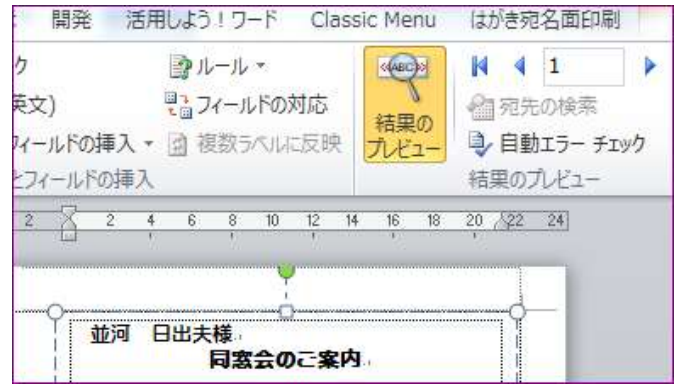 開発 活用しよう！ワード Classic Menu はがき宛名面印刷
ルール
英文) フィールドの対応
フィールドの挿入 複数ラベルに反映
とフィールドの挿入
«ABC»
結果の
プレビュー
1
宛先の検索
自動エラー チェック
結果のプレビュー
2 2 4 6 8 10 12 14 16 18 20 22 24
並河 日出夫様
同窓会のご案内